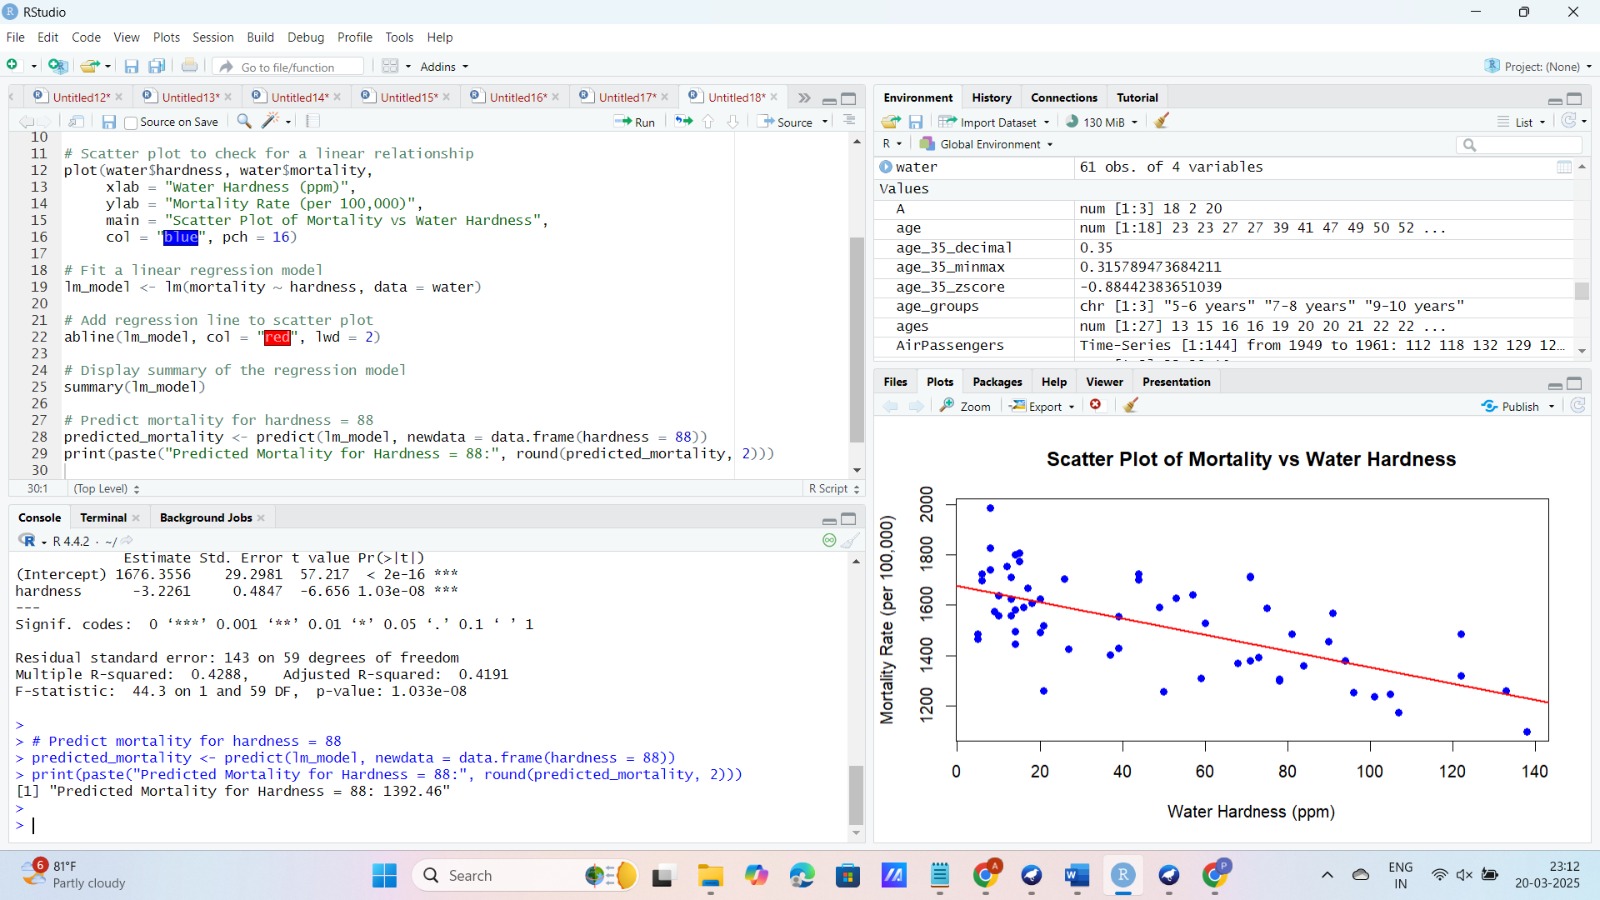 RStudio
File Edit Code View Plots Session Build Debug Profile Tools Help
Go to file/function Addins Project: (None)
Untitled12* Untitled13* Untitled14* Untitled15* Untitled16* Untitled17* Untitled18*
Source on Save Run Source
10
11 # Scatter plot to check for a linear relationship
12 plot(water$hardness, water$mortality,
13 xlab = "Water Hardness (ppm)",
14 ylab = "Mortality Rate (per 100,000)",
15 main = "Scatter Plot of Mortality vs Water Hardness",
16 col = "blue", pch = 16)
17
18 # Fit a linear regression model
19 lm_model <- lm(mortality ~ hardness, data = water)
20
21 # Add regression line to scatter plot
22 abline(lm_model, col = "red", lwd = 2)
23
24 # Display summary of the regression model
25 summary(lm_model)
26
27 # Predict mortality for hardness = 88
28 predicted_mortality <- predict(lm_model, newdata = data.frame(hardness = 88))
29 print(paste("Predicted Mortality for Hardness = 88:", round(predicted_mortality, 2)))
30
30:1 (Top Level) R Script
Console Terminal Background Jobs
R 4.4.2 · ~/
Estimate Std. Error t value Pr(>|t|)
(Intercept) 1676.3556 29.2981 57.217 < 2e-16 ***
hardness -3.2261 0.4847 -6.656 1.03e-08 ***
---
Signif. codes: 0 ‘***’ 0.001 ‘**’ 0.01 ‘*’ 0.05 ‘.’ 0.1 ‘ ’ 1
Residual standard error: 143 on 59 degrees of freedom
Multiple R-squared: 0.4288, Adjusted R-squared: 0.4191
F-statistic: 44.3 on 1 and 59 DF, p-value: 1.033e-08
>
> # Predict mortality for hardness = 88
> predicted_mortality <- predict(lm_model, newdata = data.frame(hardness = 88))
> print(paste("Predicted Mortality for Hardness = 88:", round(predicted_mortality, 2)))
[1] "Predicted Mortality for Hardness = 88: 1392.46"
>
>
Environment History Connections Tutorial
Import Dataset 130 MiB List
R Global Environment
water 61 obs. of 4 variables
Values
A num [1:3] 18 2 20
age num [1:18] 23 23 27 27 39 41 47 49 50 52 ...
age_35_decimal 0.35
age_35_minmax 0.315789473684211
age_35_zscore -0.88442383651039
age_groups chr [1:3] "5-6 years" "7-8 years" "9-10 years"
ages num [1:27] 13 15 16 16 19 20 20 21 22 22 ...
AirPassengers Time-Series [1:144] from 1949 to 1961: 112 118 132 129 12...
Files Plots Packages Help Viewer Presentation
Zoom Export Publish
Scatter Plot of Mortality vs Water Hardness
Mortality Rate (per 100,000)
2000
1800
1600
1400
1200
0 20 40 60 80 100 120 140
Water Hardness (ppm)
6 81°F
Partly cloudy
Search
A
P
ENG
IN
23:12
20-03-2025